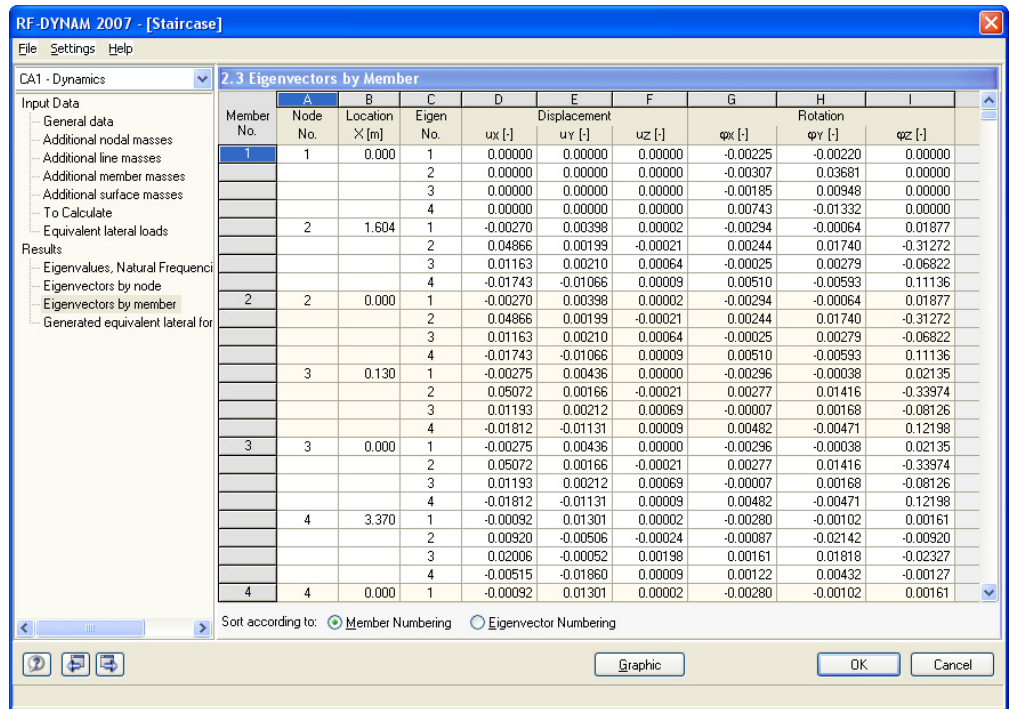 RF-DYNAM 2007 - [Staircase]
File Settings Help
CA1 - Dynamics
Input Data
General data
Additional nodal masses
Additional line masses
Additional member masses
Additional surface masses
To Calculate
Equivalent lateral loads
Results
Eigenvalues, Natural Frequenci
Eigenvectors by node
Eigenvectors by member
Generated equivalent lateral for
2.3 Eigenvectors by Member
A B C D E F G H I
Member Node Location Eigen Displacement Rotation
No. No. X [m] No. uX [-] uY [-] uZ [-] φX [-] φY [-] φZ [-]
1 1 0.000 1 0.00000 0.00000 0.00000 -0.00225 -0.00220 0.00000
2 0.00000 0.00000 0.00000 -0.00307 0.03681 0.00000
3 0.00000 0.00000 0.00000 -0.00185 0.00948 0.00000
4 0.00000 0.00000 0.00000 0.00743 -0.01332 0.00000
2 1.604 1 -0.00270 0.00398 0.00002 -0.00294 -0.00064 0.01877
2 0.04866 0.00199 -0.00021 0.00244 0.01740 -0.31272
3 0.01163 0.00210 0.00064 -0.00025 0.00279 -0.06822
4 -0.01743 -0.01066 0.00009 0.00510 -0.00593 0.11136
2 2 0.000 1 -0.00270 0.00398 0.00002 -0.00294 -0.00064 0.01877
2 0.04866 0.00199 -0.00021 0.00244 0.01740 -0.31272
3 0.01163 0.00210 0.00064 -0.00025 0.00279 -0.06822
4 -0.01743 -0.01066 0.00009 0.00510 -0.00593 0.11136
3 0.130 1 -0.00275 0.00436 0.00000 -0.00296 -0.00038 0.02135
2 0.05072 0.00166 -0.00021 0.00277 0.01416 -0.33974
3 0.01193 0.00212 0.00069 -0.00007 0.00168 -0.08126
4 -0.01812 -0.01131 0.00009 0.00482 -0.00471 0.12198
3 3 0.000 1 -0.00275 0.00436 0.00000 -0.00296 -0.00038 0.02135
2 0.05072 0.00166 -0.00021 0.00277 0.01416 -0.33974
3 0.01193 0.00212 0.00069 -0.00007 0.00168 -0.08126
4 -0.01812 -0.01131 0.00009 0.00482 -0.00471 0.12198
4 3.370 1 -0.00092 0.01301 0.00002 -0.00280 -0.00102 0.00161
2 0.00920 -0.00506 -0.00024 -0.00087 -0.02142 -0.00920
3 0.02006 -0.00052 0.00198 0.00161 0.01818 -0.02327
4 -0.00515 -0.01860 0.00009 0.00122 0.00432 -0.00127
4 4 0.000 1 -0.00092 0.01301 0.00002 -0.00280 -0.00102 0.00161
Sort according to: Member Numbering Eigenvector Numbering
Graphic OK Cancel